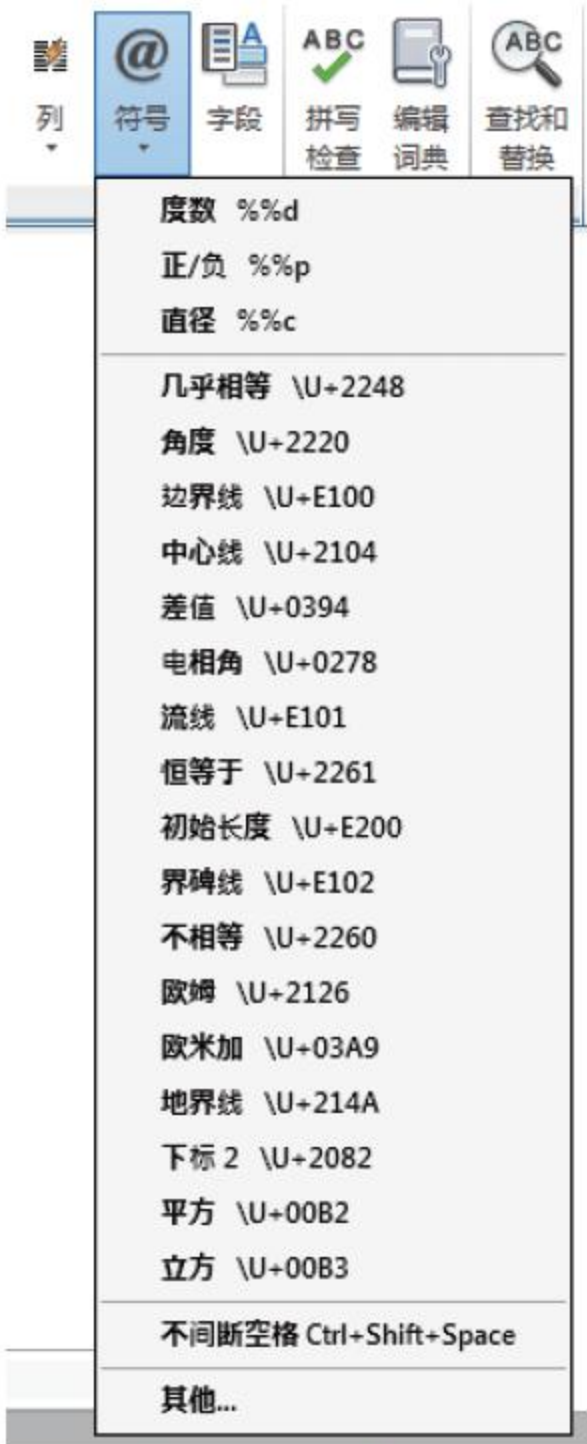 @ ABC ABC
列 符号 字段 拼写 编辑 查找和
检查 词典 替换
度数 %%d
正/负 %%p
直径 %%c
几乎相等 \U+2248
角度 \U+2220
边界线 \U+E100
中心线 \U+2104
差值 \U+0394
电相角 \U+0278
流线 \U+E101
恒等于 \U+2261
初始长度 \U+E200
界碑线 \U+E102
不相等 \U+2260
欧姆 \U+2126
欧米加 \U+03A9
地界线 \U+214A
下标 2 \U+2082
平方 \U+00B2
立方 \U+00B3
不间断空格 Ctrl+Shift+Space
其他...